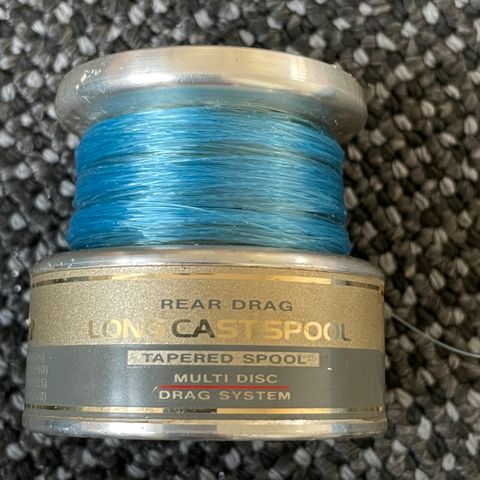 REAR DRAG
LONG CAST SPOOL
TAPERED SPOOL
MULTI DISC
DRAG SYSTEM